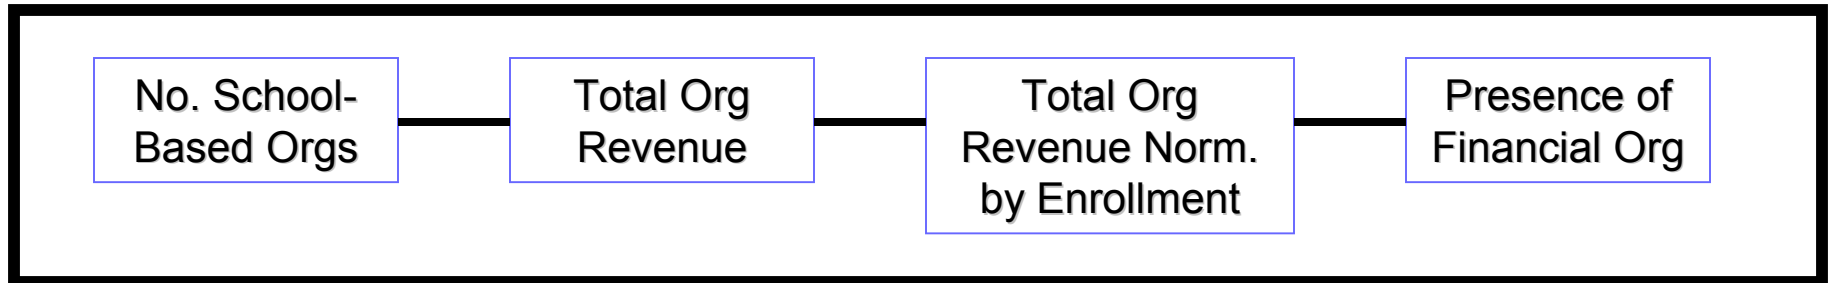 No. School-
Based Orgs
Total Org
Revenue
Total Org
Revenue Norm.
by Enrollment
Presence of
Financial Org